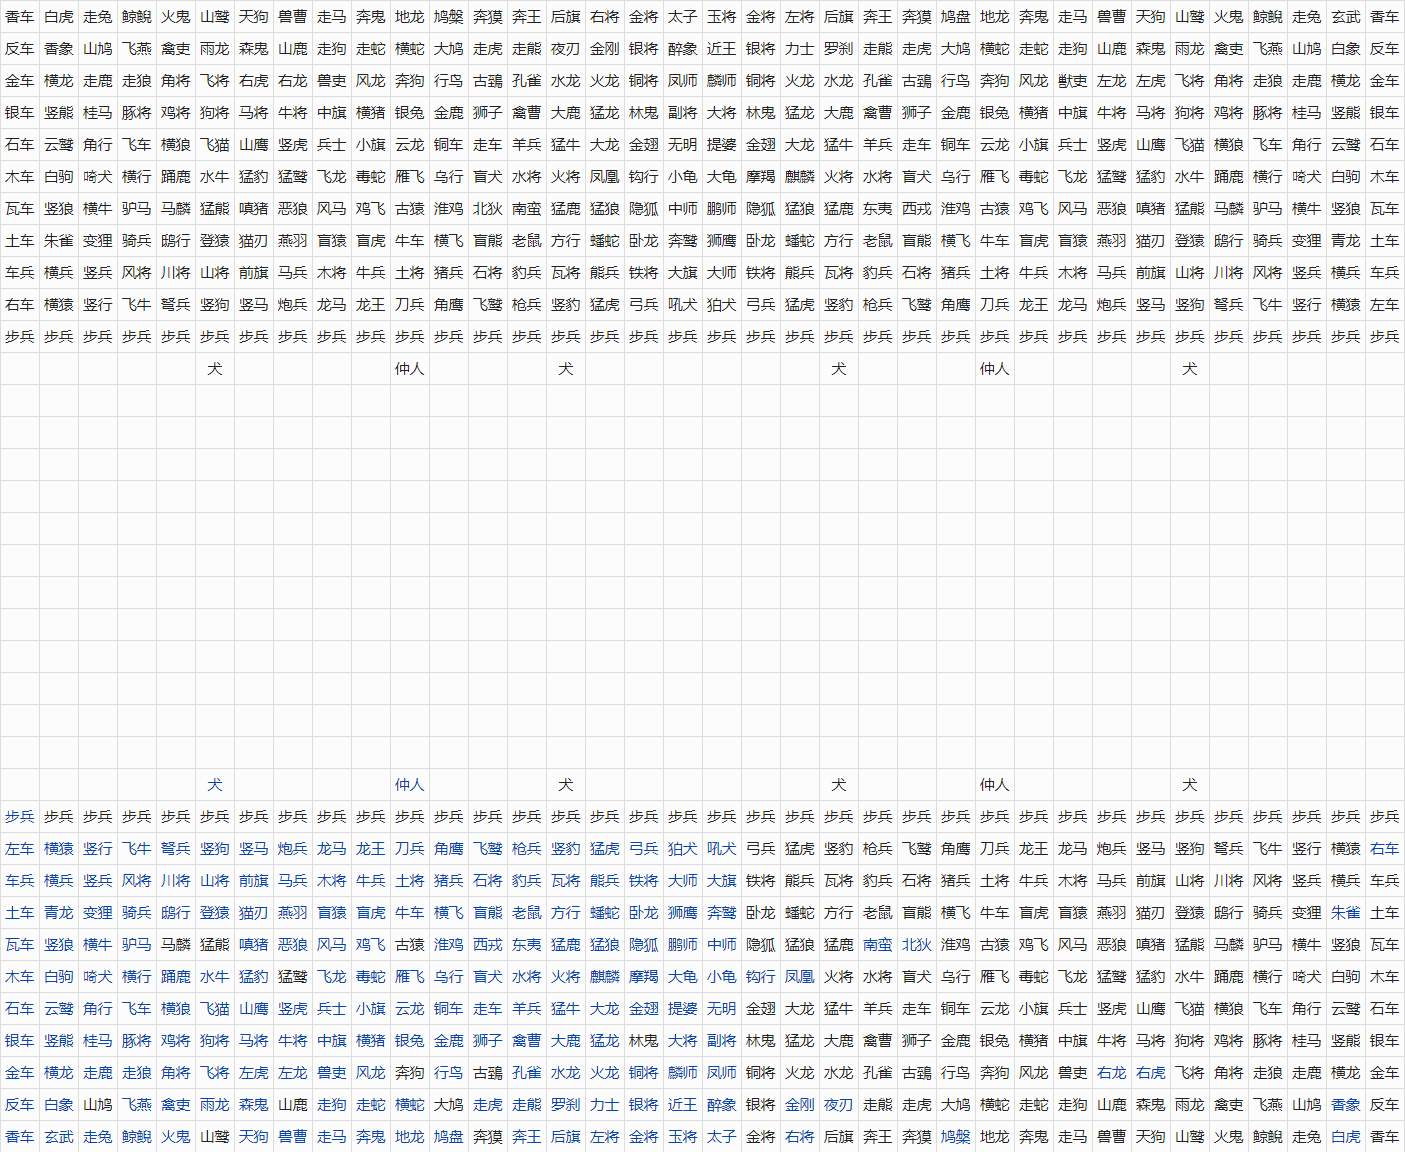 香车 白虎 走兔 鲸鲵 火鬼 山鹫 天狗 兽曹 走马 奔鬼 地龙 鸠槃 奔獏 奔王 后旗 右将 金将 太子 玉将 金将 左将 后旗 奔王 奔獏 鸠盘 地龙 奔鬼 走马 兽曹 天狗 山鹫 火鬼 鲸鲵 走兔 玄武 香车
反车 香象 山鸠 飞燕 禽吏 雨龙 森鬼 山鹿 走狗 走蛇 横蛇 大鸠 走虎 走熊 夜刃 金刚 银将 醉象 近王 银将 力士 罗刹 走熊 走虎 大鸠 横蛇 走蛇 走狗 山鹿 森鬼 雨龙 禽吏 飞燕 山鸠 白象 反车
金车 横龙 走鹿 走狼 角将 飞将 右虎 右龙 兽吏 风龙 奔狗 行鸟 古鵄 孔雀 水龙 火龙 铜将 凤师 麟师 铜将 火龙 水龙 孔雀 古鵄 行鸟 奔狗 风龙 獣吏 左龙 左虎 飞将 角将 走狼 走鹿 横龙 金车
银车 竖熊 桂马 豚将 鸡将 狗将 马将 牛将 中旗 横猪 银兔 金鹿 狮子 禽曹 大鹿 猛龙 林鬼 副将 大将 林鬼 猛龙 大鹿 禽曹 狮子 金鹿 银兔 横猪 中旗 牛将 马将 狗将 鸡将 豚将 桂马 竖熊 银车
石车 云鹫 角行 飞车 横狼 飞猫 山鹰 竖虎 兵士 小旗 云龙 铜车 走车 羊兵 猛牛 大龙 金翅 无明 提婆 金翅 大龙 猛牛 羊兵 走车 铜车 云龙 小旗 兵士 竖虎 山鹰 飞猫 横狼 飞车 角行 云鹫 石车
木车 白驹 㖿犬 横行 踊鹿 水牛 猛豹 猛鹫 飞龙 毒蛇 雁飞 乌行 盲犬 水将 火将 凤凰 钩行 小龟 大龟 摩羯 麒麟 火将 水将 盲犬 乌行 雁飞 毒蛇 飞龙 猛鹫 猛豹 水牛 踊鹿 横行 㖿犬 白驹 木车
瓦车 竖狼 横牛 驴马 马麟 猛熊 嗔猪 恶狼 风马 鸡飞 古猿 淮鸡 北狄 南蛮 猛鹿 猛狼 隐狐 中师 鹏师 隐狐 猛狼 猛鹿 东夷 西戎 淮鸡 古猿 鸡飞 风马 恶狼 嗔猪 猛熊 马麟 驴马 横牛 竖狼 瓦车
土车 朱雀 变狸 骑兵 鸱行 登猿 猫刃 燕羽 盲猿 盲虎 牛车 横飞 盲熊 老鼠 方行 蟠蛇 卧龙 奔鹫 狮鹰 卧龙 蟠蛇 方行 老鼠 盲熊 横飞 牛车 盲虎 盲猿 燕羽 猫刃 登猿 鸱行 骑兵 变狸 青龙 土车
车兵 横兵 竖兵 风将 川将 山将 前旗 马兵 木将 牛兵 土将 猪兵 石将 豹兵 瓦将 熊兵 铁将 大旗 大师 铁将 熊兵 瓦将 豹兵 石将 猪兵 土将 牛兵 木将 马兵 前旗 山将 川将 风将 竖兵 横兵 车兵
右车 横猿 竖行 飞牛 弩兵 竖狗 竖马 炮兵 龙马 龙王 刀兵 角鹰 飞鹫 枪兵 竖豹 猛虎 弓兵 吼犬 狛犬 弓兵 猛虎 竖豹 枪兵 飞鹫 角鹰 刀兵 龙王 龙马 炮兵 竖马 竖狗 弩兵 飞牛 竖行 横猿 左车
步兵 步兵 步兵 步兵 步兵 步兵 步兵 步兵 步兵 步兵 步兵 步兵 步兵 步兵 步兵 步兵 步兵 步兵 步兵 步兵 步兵 步兵 步兵 步兵 步兵 步兵 步兵 步兵 步兵 步兵 步兵 步兵 步兵 步兵 步兵 步兵
犬 仲人 犬 犬 仲人 犬
犬 仲人 犬 犬 仲人 犬
步兵 步兵 步兵 步兵 步兵 步兵 步兵 步兵 步兵 步兵 步兵 步兵 步兵 步兵 步兵 步兵 步兵 步兵 步兵 步兵 步兵 步兵 步兵 步兵 步兵 步兵 步兵 步兵 步兵 步兵 步兵 步兵 步兵 步兵 步兵 步兵
左车 横猿 竖行 飞牛 弩兵 竖狗 竖马 炮兵 龙马 龙王 刀兵 角鹰 飞鹫 枪兵 竖豹 猛虎 弓兵 狛犬 吼犬 弓兵 猛虎 竖豹 枪兵 飞鹫 角鹰 刀兵 龙王 龙马 炮兵 竖马 竖狗 弩兵 飞牛 竖行 横猿 右车
车兵 横兵 竖兵 风将 川将 山将 前旗 马兵 木将 牛兵 土将 猪兵 石将 豹兵 瓦将 熊兵 铁将 大师 大旗 铁将 熊兵 瓦将 豹兵 石将 猪兵 土将 牛兵 木将 马兵 前旗 山将 川将 风将 竖兵 横兵 车兵
土车 青龙 变狸 骑兵 鸱行 登猿 猫刃 燕羽 盲猿 盲虎 牛车 横飞 盲熊 老鼠 方行 蟠蛇 卧龙 狮鹰 奔鹫 卧龙 蟠蛇 方行 老鼠 盲熊 横飞 牛车 盲虎 盲猿 燕羽 猫刃 登猿 鸱行 骑兵 变狸 朱雀 土车
瓦车 竖狼 横牛 驴马 马麟 猛熊 嗔猪 恶狼 风马 鸡飞 古猿 淮鸡 西戎 东夷 猛鹿 猛狼 隐狐 鹏师 中师 隐狐 猛狼 猛鹿 南蛮 北狄 淮鸡 古猿 鸡飞 风马 恶狼 嗔猪 猛熊 马麟 驴马 横牛 竖狼 瓦车
木车 白驹 㖿犬 横行 踊鹿 水牛 猛豹 猛鹫 飞龙 毒蛇 雁飞 乌行 盲犬 水将 火将 麒麟 摩羯 大龟 小龟 钩行 凤凰 火将 水将 盲犬 乌行 雁飞 毒蛇 飞龙 猛鹫 猛豹 水牛 踊鹿 横行 㖿犬 白驹 木车
石车 云鹫 角行 飞车 横狼 飞猫 山鹰 竖虎 兵士 小旗 云龙 铜车 走车 羊兵 猛牛 大龙 金翅 提婆 无明 金翅 大龙 猛牛 羊兵 走车 铜车 云龙 小旗 兵士 竖虎 山鹰 飞猫 横狼 飞车 角行 云鹫 石车
银车 竖熊 桂马 豚将 鸡将 狗将 马将 牛将 中旗 横猪 银兔 金鹿 狮子 禽曹 大鹿 猛龙 林鬼 大将 副将 林鬼 猛龙 大鹿 禽曹 狮子 金鹿 银兔 横猪 中旗 牛将 马将 狗将 鸡将 豚将 桂马 竖熊 银车
金车 横龙 走鹿 走狼 角将 飞将 左虎 左龙 兽吏 风龙 奔狗 行鸟 古鵄 孔雀 水龙 火龙 铜将 麟师 凤师 铜将 火龙 水龙 孔雀 古鵄 行鸟 奔狗 风龙 兽吏 右龙 右虎 飞将 角将 走狼 走鹿 横龙 金车
反车 白象 山鸠 飞燕 禽吏 雨龙 森鬼 山鹿 走狗 走蛇 横蛇 大鸠 走虎 走熊 罗刹 力士 银将 近王 醉象 银将 金刚 夜刃 走熊 走虎 大鸠 横蛇 走蛇 走狗 山鹿 森鬼 雨龙 禽吏 飞燕 山鸠 香象 反车
香车 玄武 走兔 鲸鲵 火鬼 山鹫 天狗 兽曹 走马 奔鬼 地龙 鸠盘 奔獏 奔王 后旗 左将 金将 玉将 太子 金将 右将 后旗 奔王 奔獏 鸠槃 地龙 奔鬼 走马 兽曹 天狗 山鹫 火鬼 鲸鲵 走兔 白虎 香车